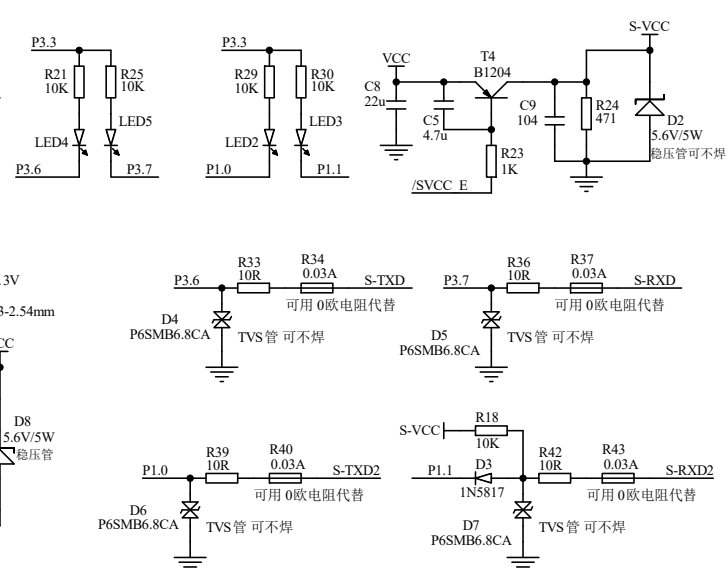 P3.3
R21
10K
R25
10K
LED5
LED4
P3.6
P3.7
P3.3
R29
10K
R30
10K
LED3
LED2
P1.0
P1.1
VCC
T4
B1204
C8
22u
C5
4.7u
R23
1K
/SVCC_E
C9
104
R24
471
S-VCC
D2
5.6V/5W
稳压管可不焊
3V
3-2.54mm
CC
D8
5.6V/5W
稳压管
P3.6
R33
10R
R34
0.03A
S-TXD
可用 0欧电阻代替
D4
P6SMB6.8CA
TVS管 可不焊
P3.7
R36
10R
R37
0.03A
S-RXD
可用 0欧电阻代替
D5
P6SMB6.8CA
TVS管 可不焊
P1.0
R39
10R
R40
0.03A
S-TXD2
可用 0欧电阻代替
D6
P6SMB6.8CA
TVS管 可不焊
S-VCC
R18
10K
P1.1
D3
1N5817
R42
10R
R43
0.03A
S-RXD2
可用 0欧电阻代替
D7
P6SMB6.8CA
TVS管 可不焊